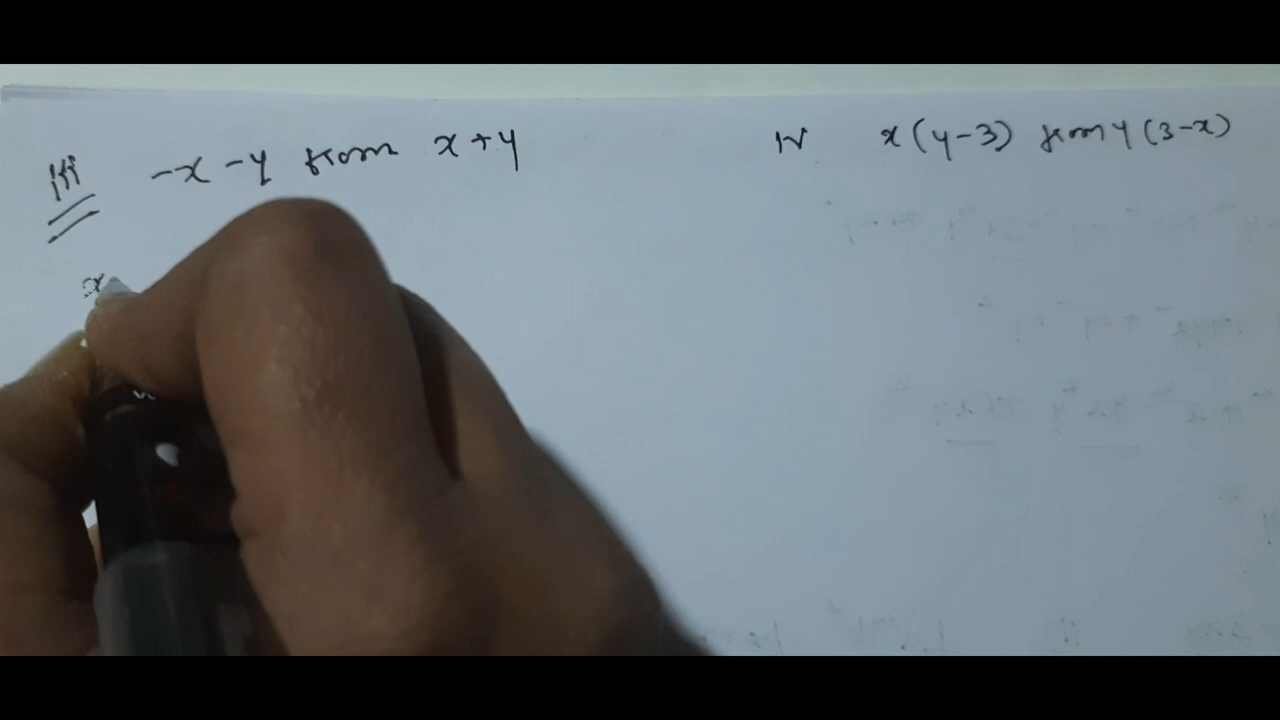 iii -x -y from x + y
IV x(y-3) from y(3-x)
x